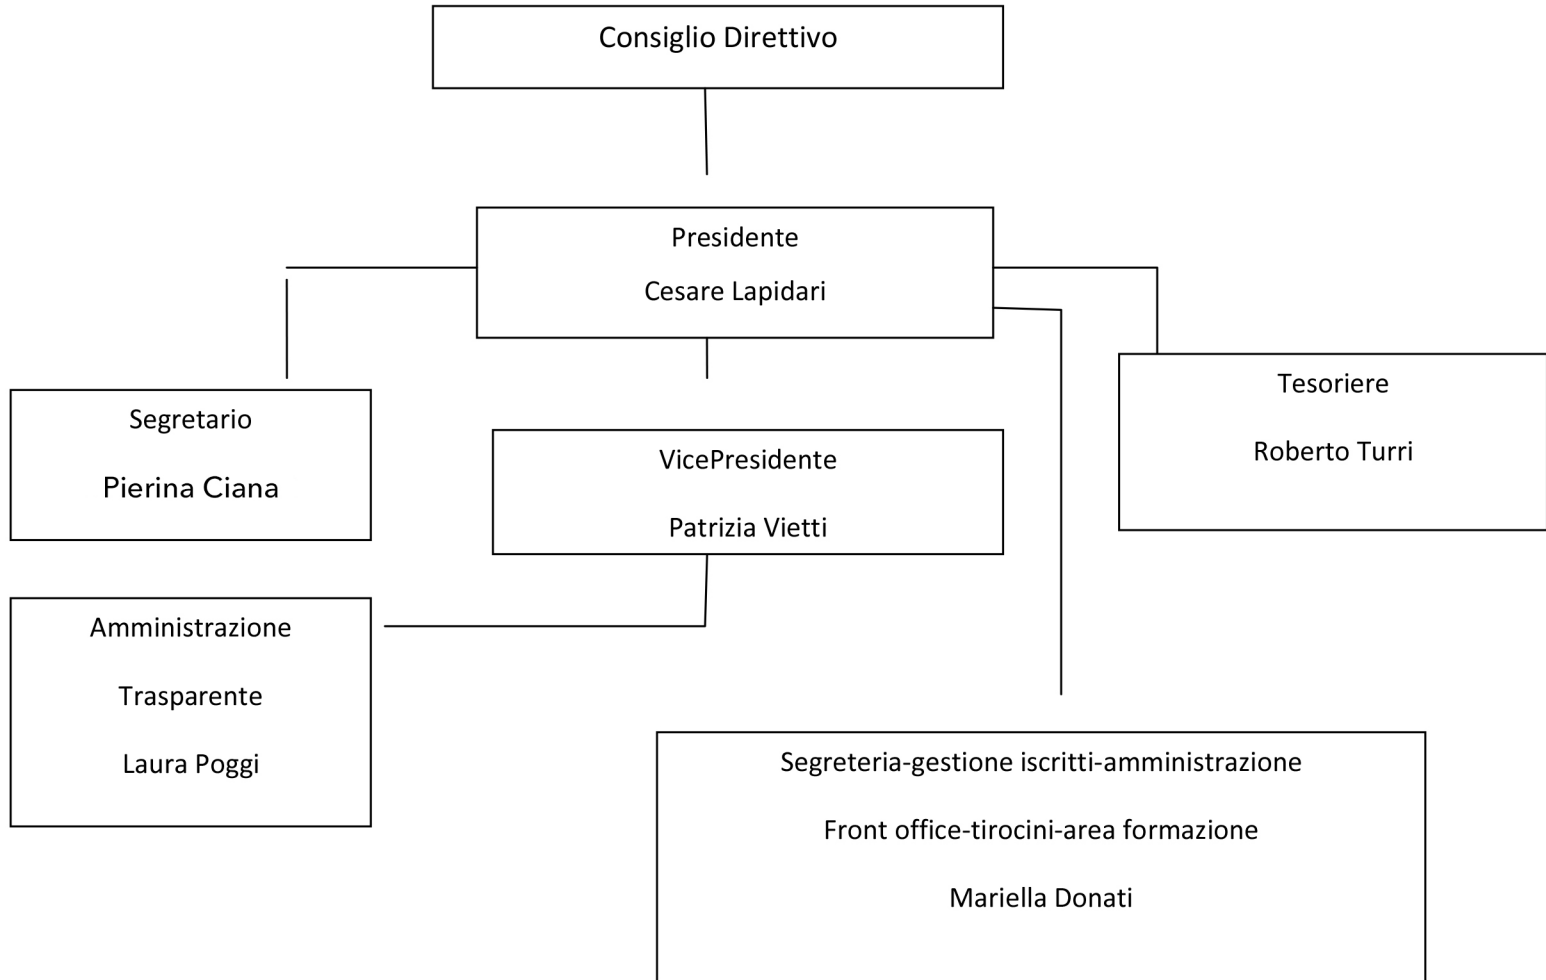 Consiglio Direttivo
Presidente
Cesare Lapidari
Segretario
Pierina Ciana
VicePresidente
Patrizia Vietti
Tesoriere
Roberto Turri
Amministrazione
Trasparente
Laura Poggi
Segreteria-gestione iscritti-amministrazione
Front office-tirocini-area formazione
Mariella Donati